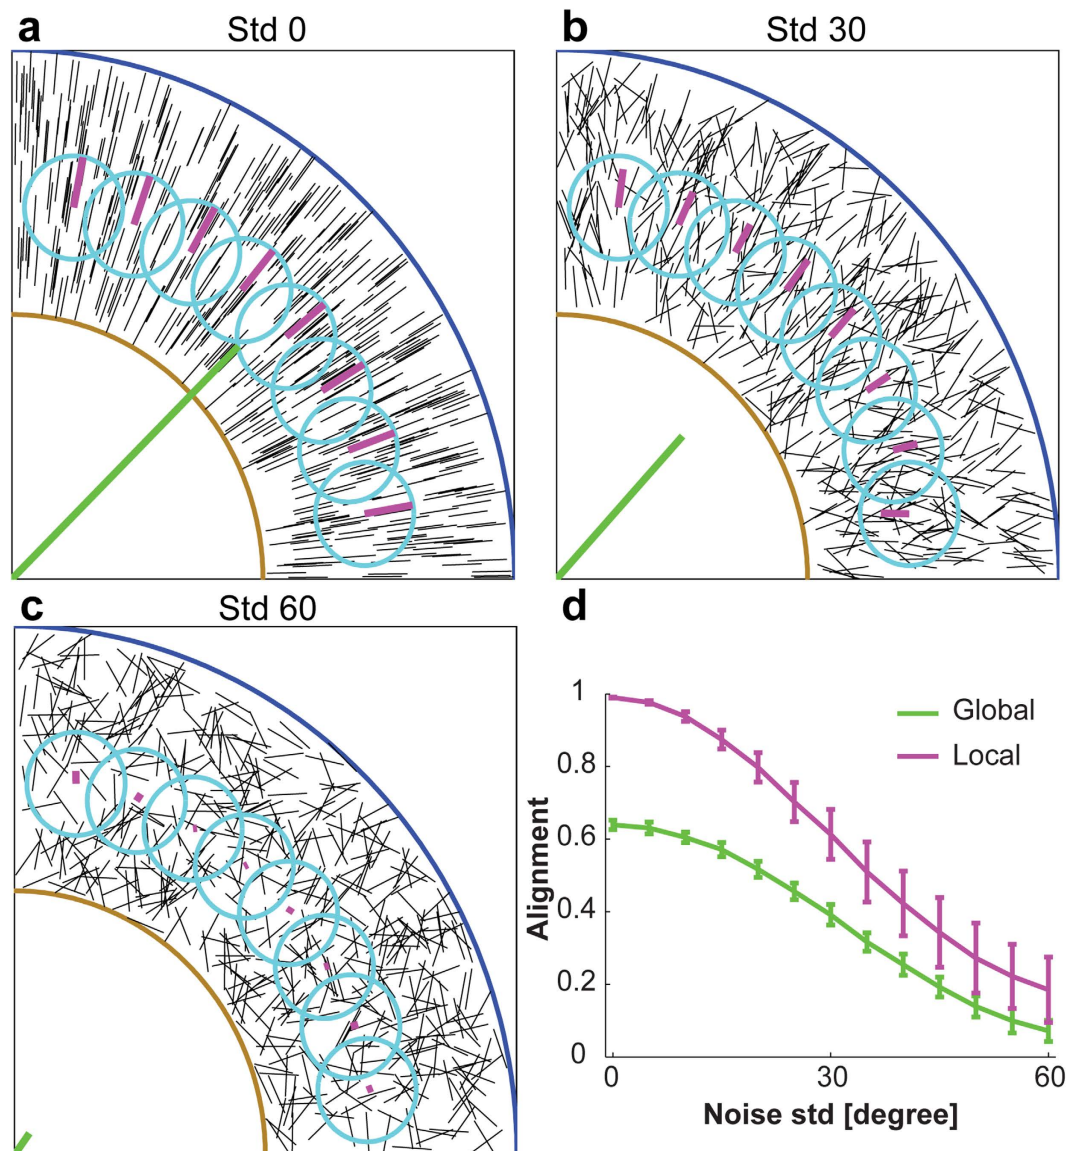 a
Std 0
b
Std 30
c
Std 60
d
Global
Local
Alignment
1
0.8
0.6
0.4
0.2
0
0
30
60
Noise std [degree]